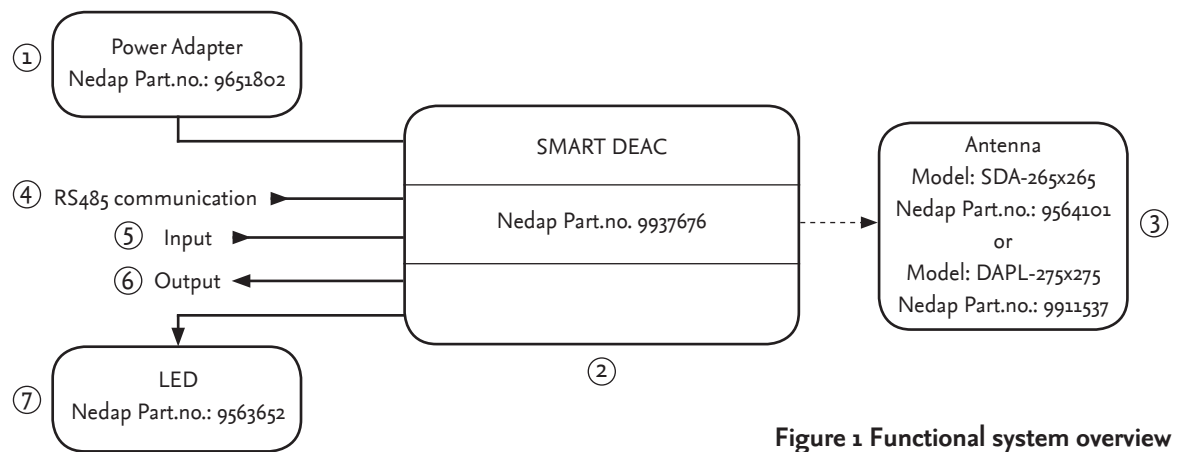 ① Power Adapter
Nedap Part.no.: 9651802
SMART DEAC
Nedap Part.no. 9937676
②
Antenna
Model: SDA-265x265
Nedap Part.no.: 9564101
or
Model: DAPL-275x275
Nedap Part.no.: 9911537
③
④ RS485 communication
⑤ Input
⑥ Output
⑦ LED
Nedap Part.no.: 9563652
Figure 1 Functional system overview